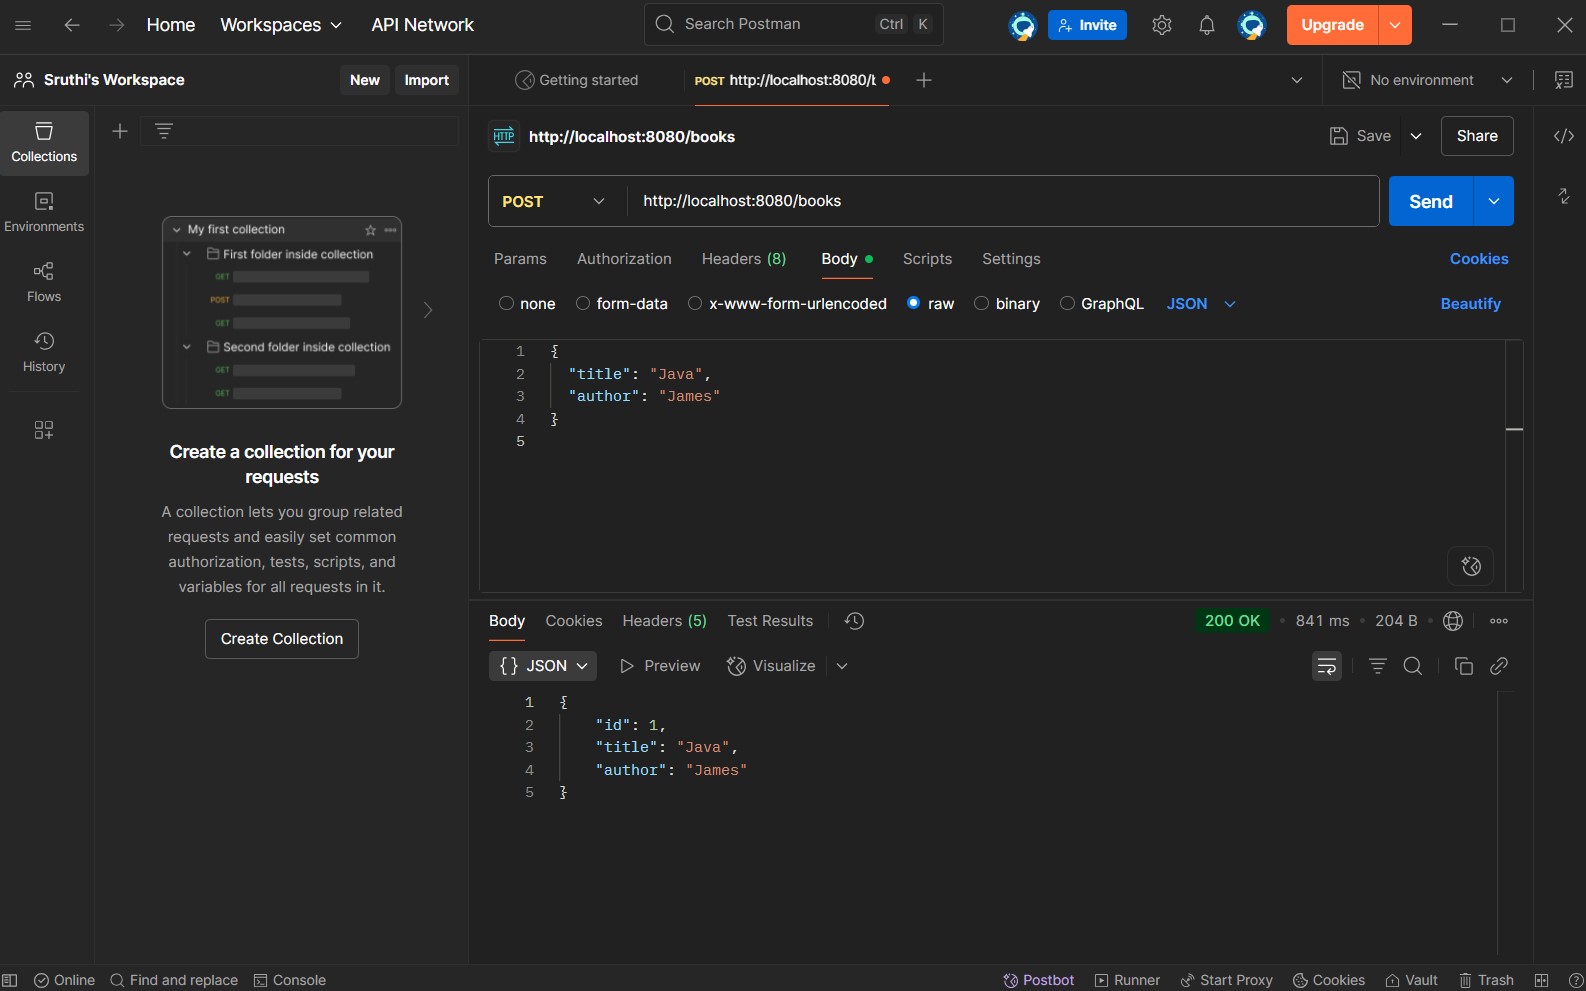 Home Workspaces API Network Search Postman Ctrl K Invite Upgrade
Sruthi's Workspace New Import Getting started POST http://localhost:8080/b No environment
Collections
Environments
Flows
History
My first collection
First folder inside collection
GET
POST
GET
Second folder inside collection
GET
GET
Create a collection for your
requests
A collection lets you group related
requests and easily set common
authorization, tests, scripts, and
variables for all requests in it.
Create Collection
HTTP http://localhost:8080/books Save Share
POST http://localhost:8080/books Send
Params Authorization Headers (8) Body Scripts Settings Cookies
none form-data x-www-form-urlencoded raw binary GraphQL JSON Beautify
1 {
2 "title": "Java",
3 "author": "James"
4 }
5
Body Cookies Headers (5) Test Results 200 OK • 841 ms • 204 B •
{} JSON Preview Visualize
1 {
2 "id": 1,
3 "title": "Java",
4 "author": "James"
5 }
Online Find and replace Console Postbot Runner Start Proxy Cookies Vault Trash